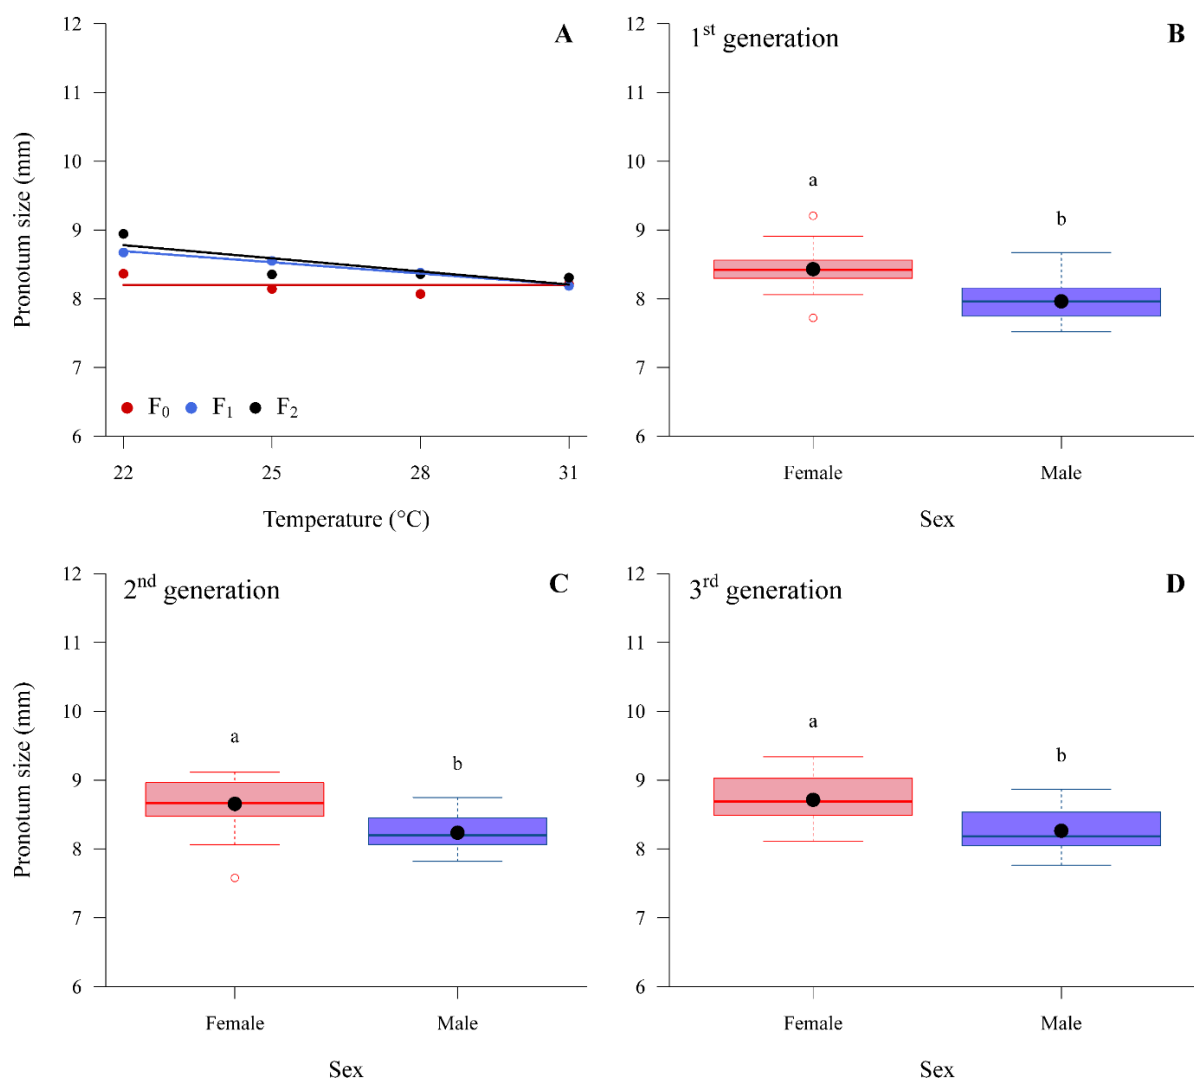 A
12
11
10
9
8
7
6
Pronotum size (mm)
F0 F1 F2
22 25 28 31
Temperature (°C)
1st generation B
12
11
10
9
8
7
6
a
b
Female Male
Sex
2nd generation C
12
11
10
9
8
7
6
Pronotum size (mm)
a
b
Female Male
Sex
3rd generation D
12
11
10
9
8
7
6
a
b
Female Male
Sex